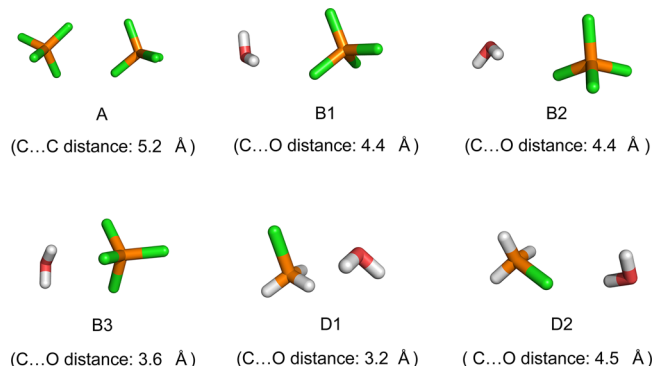 A B1 B2
(C...C distance: 5.2 Å) (C...O distance: 4.4 Å) (C...O distance: 4.4 Å)
B3 D1 D2
(C...O distance: 3.6 Å) (C...O distance: 3.2 Å) ( C...O distance: 4.5 Å)